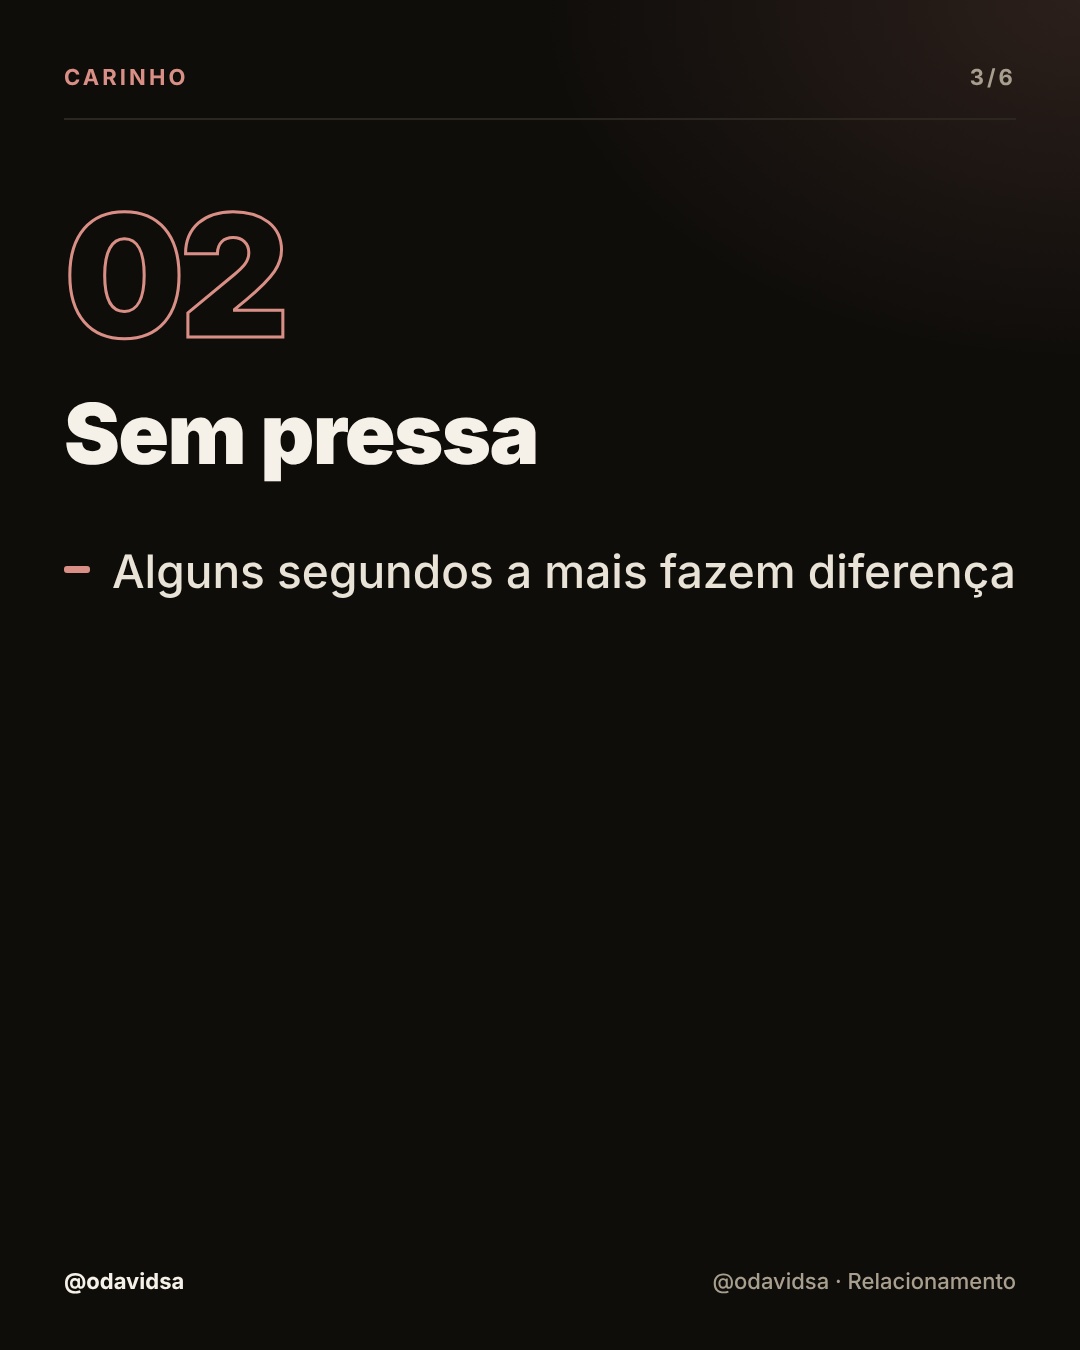 CARINHO
3/6
02
Sem pressa
– Alguns segundos a mais fazem diferença
@odavidsa
@odavidsa · Relacionamento